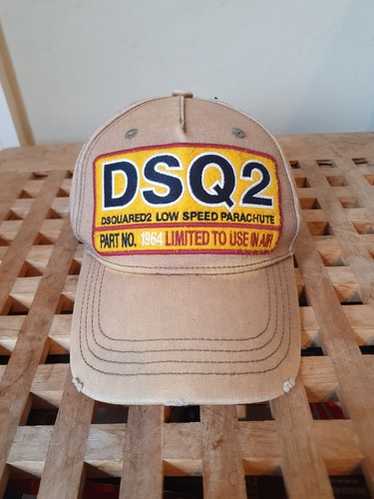 DSQ2
DSQUARED2 LOW SPEED PARACHUTE
PART NO. 1964 LIMITED TO USE IN AIR